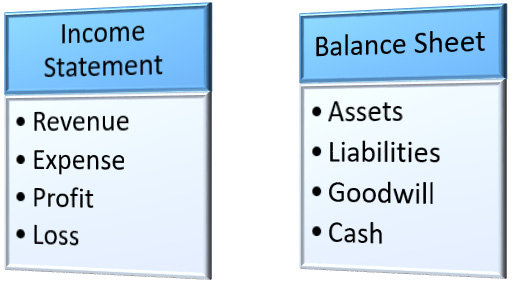 Income
Statement
• Revenue
• Expense
• Profit
• Loss
Balance Sheet
• Assets
• Liabilities
• Goodwill
• Cash